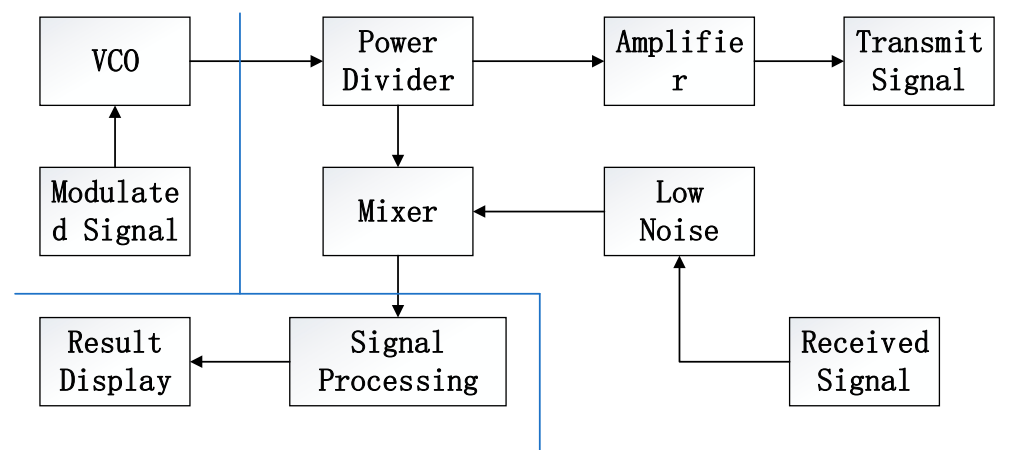 VCO
Power
Divider
Amplifie
r
Transmit
Signal
Modulate
d Signal
Mixer
Low
Noise
Result
Display
Signal
Processing
Received
Signal